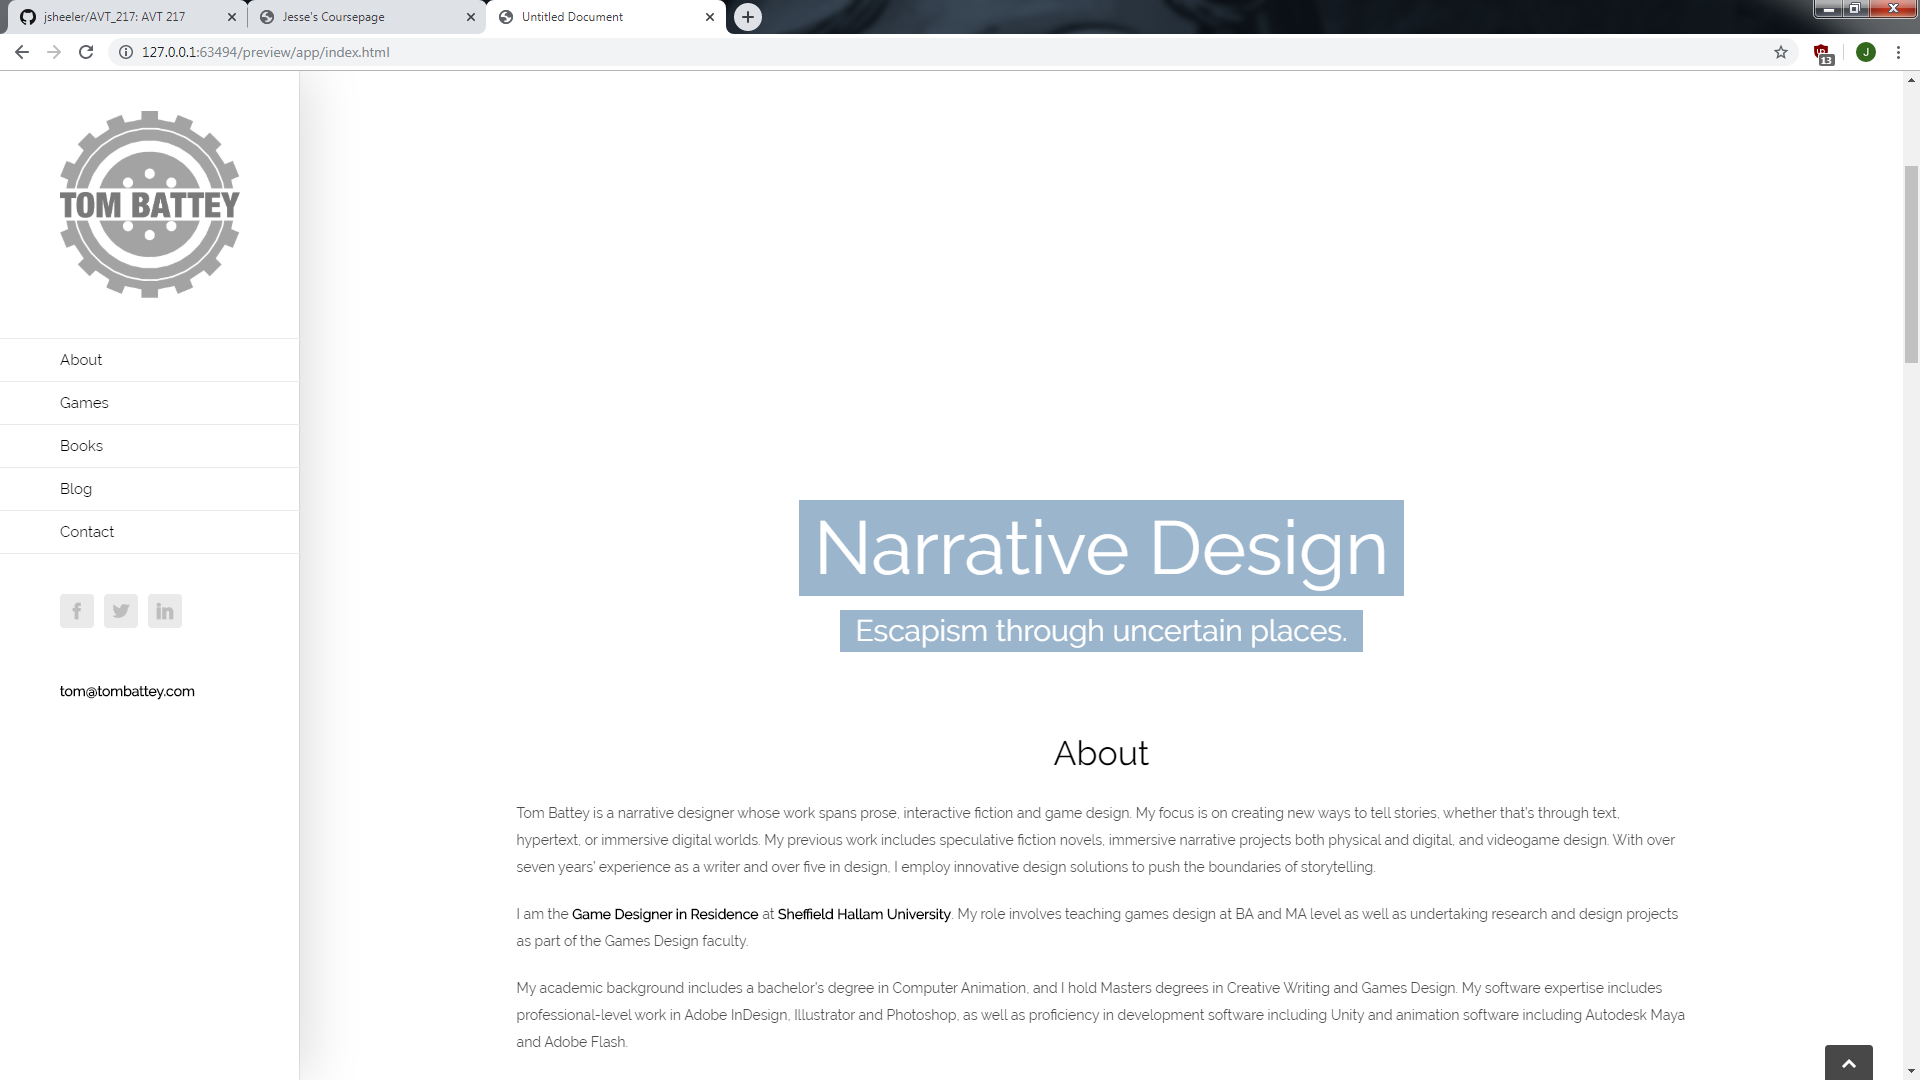 jsheeler/AVT_217: AVT 217
Jesse's Coursepage
Untitled Document
127.0.0.1:63494/preview/app/index.html
13
J
TOM BATTEY
About
Games
Books
Blog
Contact
tom@tombattey.com
Narrative Design
Escapism through uncertain places.
About
Tom Battey is a narrative designer whose work spans prose, interactive fiction and game design. My focus is on creating new ways to tell stories, whether that's through text,
hypertext, or immersive digital worlds. My previous work includes speculative fiction novels, immersive narrative projects both physical and digital, and videogame design. With over
seven years' experience as a writer and over five in design, I employ innovative design solutions to push the boundaries of storytelling.
I am the Game Designer in Residence at Sheffield Hallam University. My role involves teaching games design at BA and MA level as well as undertaking research and design projects
as part of the Games Design faculty.
My academic background includes a bachelor's degree in Computer Animation, and I hold Masters degrees in Creative Writing and Games Design. My software expertise includes
professional-level work in Adobe InDesign, Illustrator and Photoshop, as well as proficiency in development software including Unity and animation software including Autodesk Maya
and Adobe Flash.